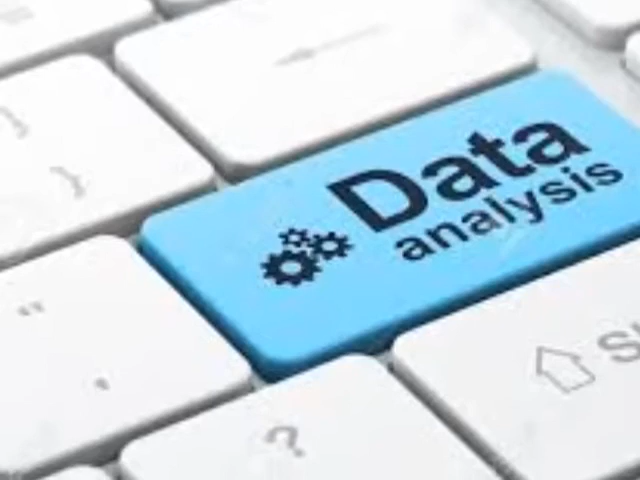 }
Data
analysis
"
'
?